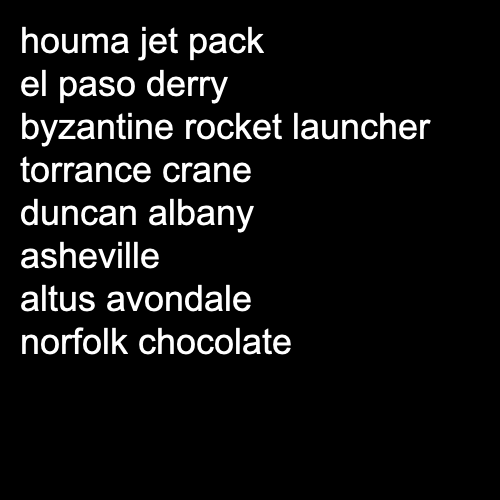 houma jet pack
el paso derry
byzantine rocket launcher
torrance crane
duncan albany
asheville
altus avondale
norfolk chocolate